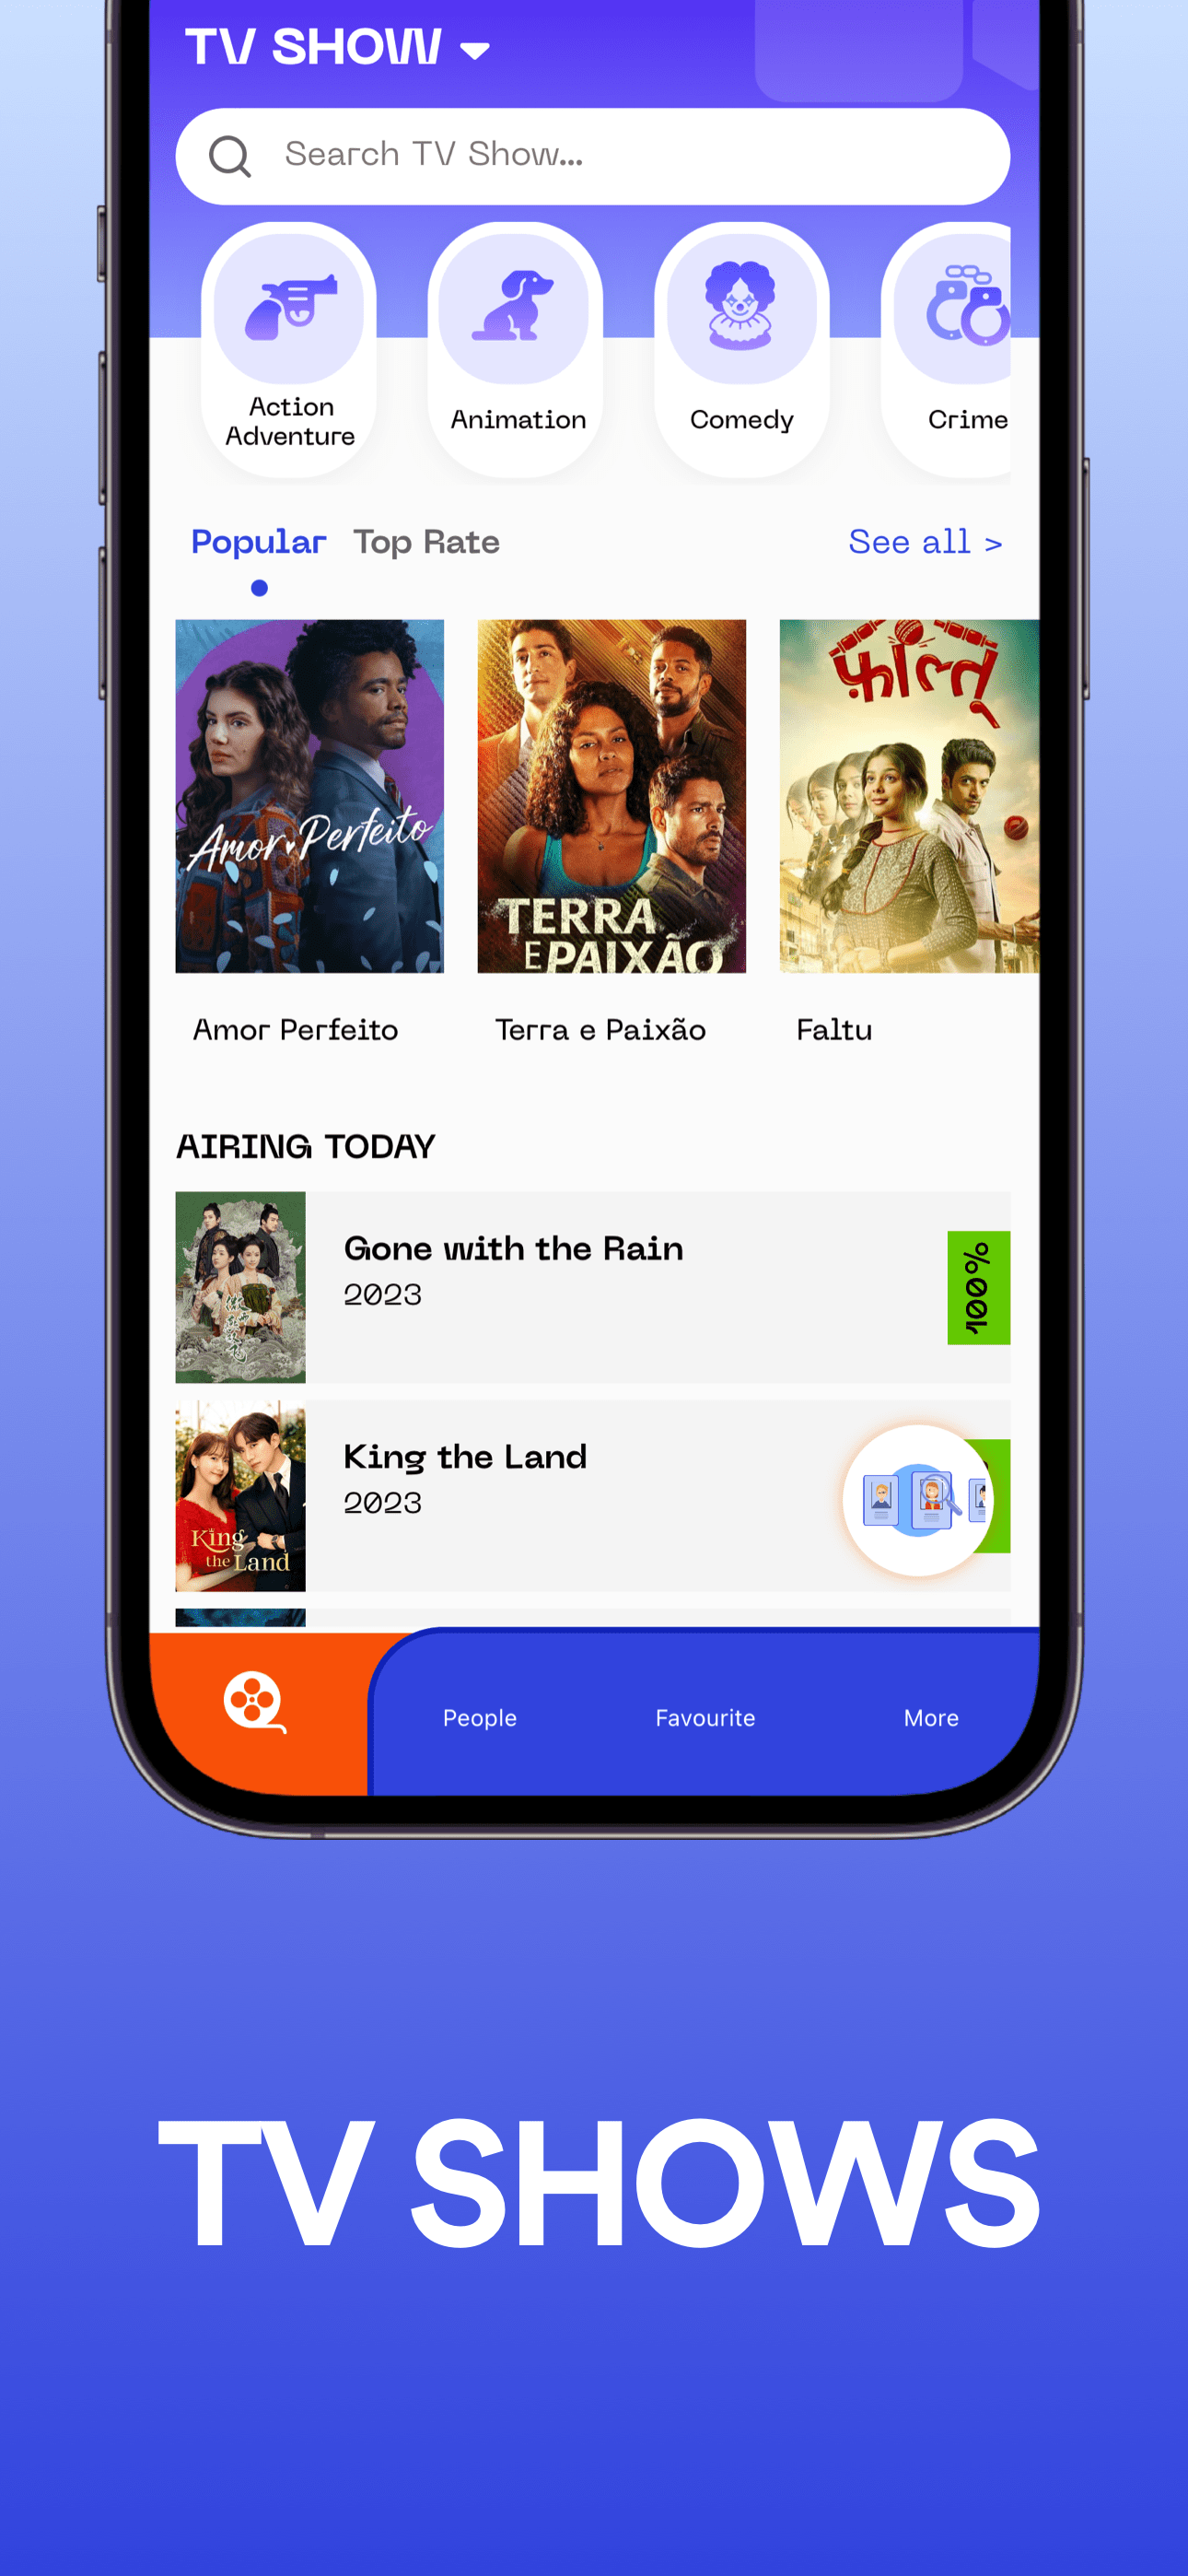 TV SHOW
Search TV Show...
Action
Adventure
Animation
Comedy
Crime
Popular
Top Rate
See all >
Amor Perfeito
TERRA
E PAIXÃO
फ़ालतू
Amor Perfeito
Terra e Paixão
Faltu
AIRING TODAY
Gone with the Rain
2023
100%
King the Land
2023
King
the Land
People
Favourite
More
TV SHOWS